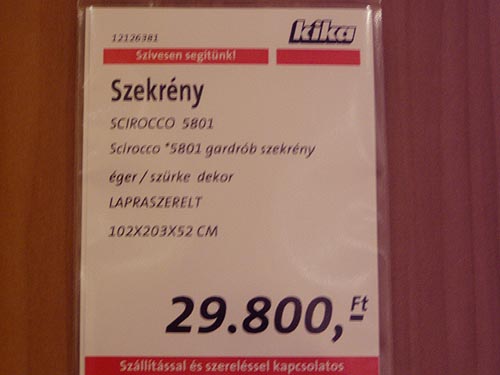 12126381
kika
Szívesen segítünk!
Szekrény
SCIROCCO 5801
Scirocco *5801 gardrób szekrény
éger / szürke dekor
LAPRASZERELT
102X203X52 CM
29.800,- Ft
Szállítással és szereléssel kapcsolatos